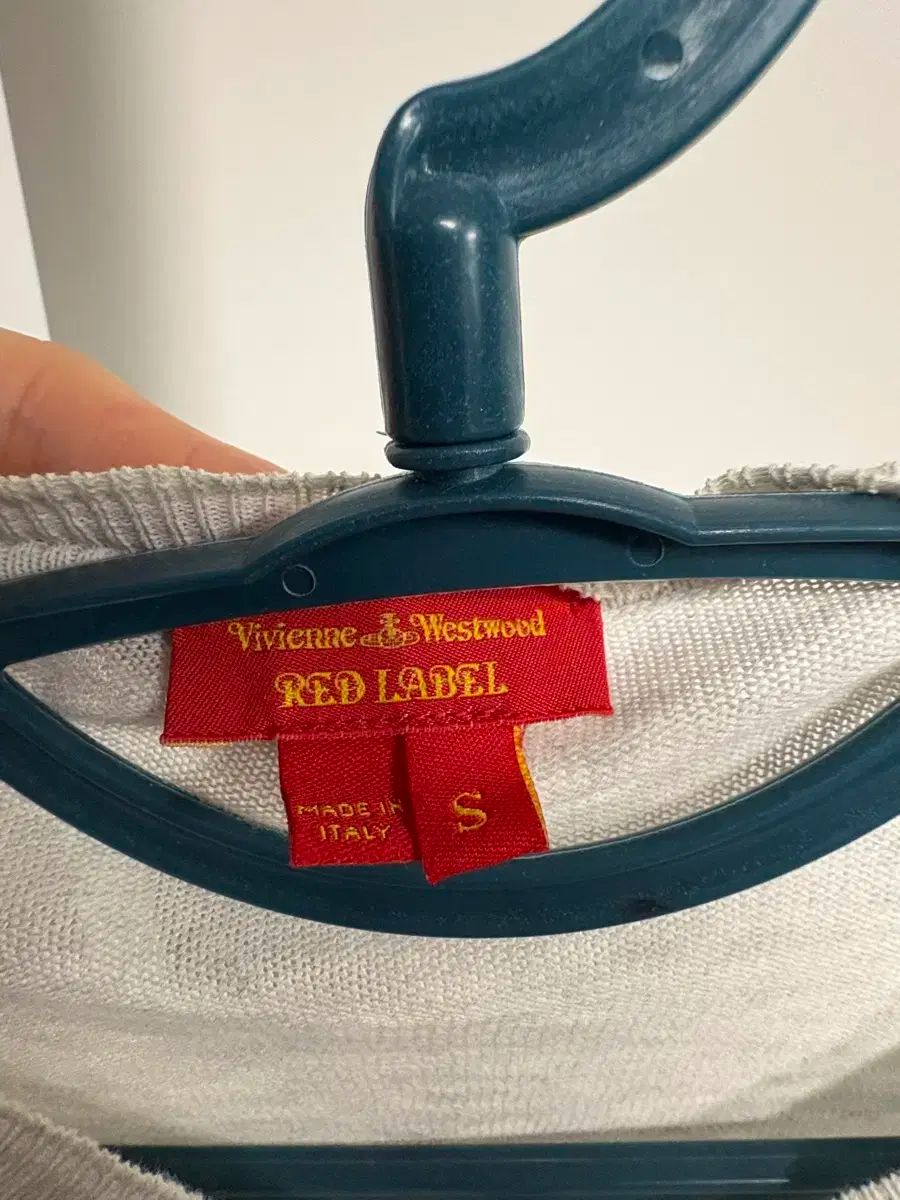 Vivienne Westwood
RED LABEL
MADE IN
ITALY
S